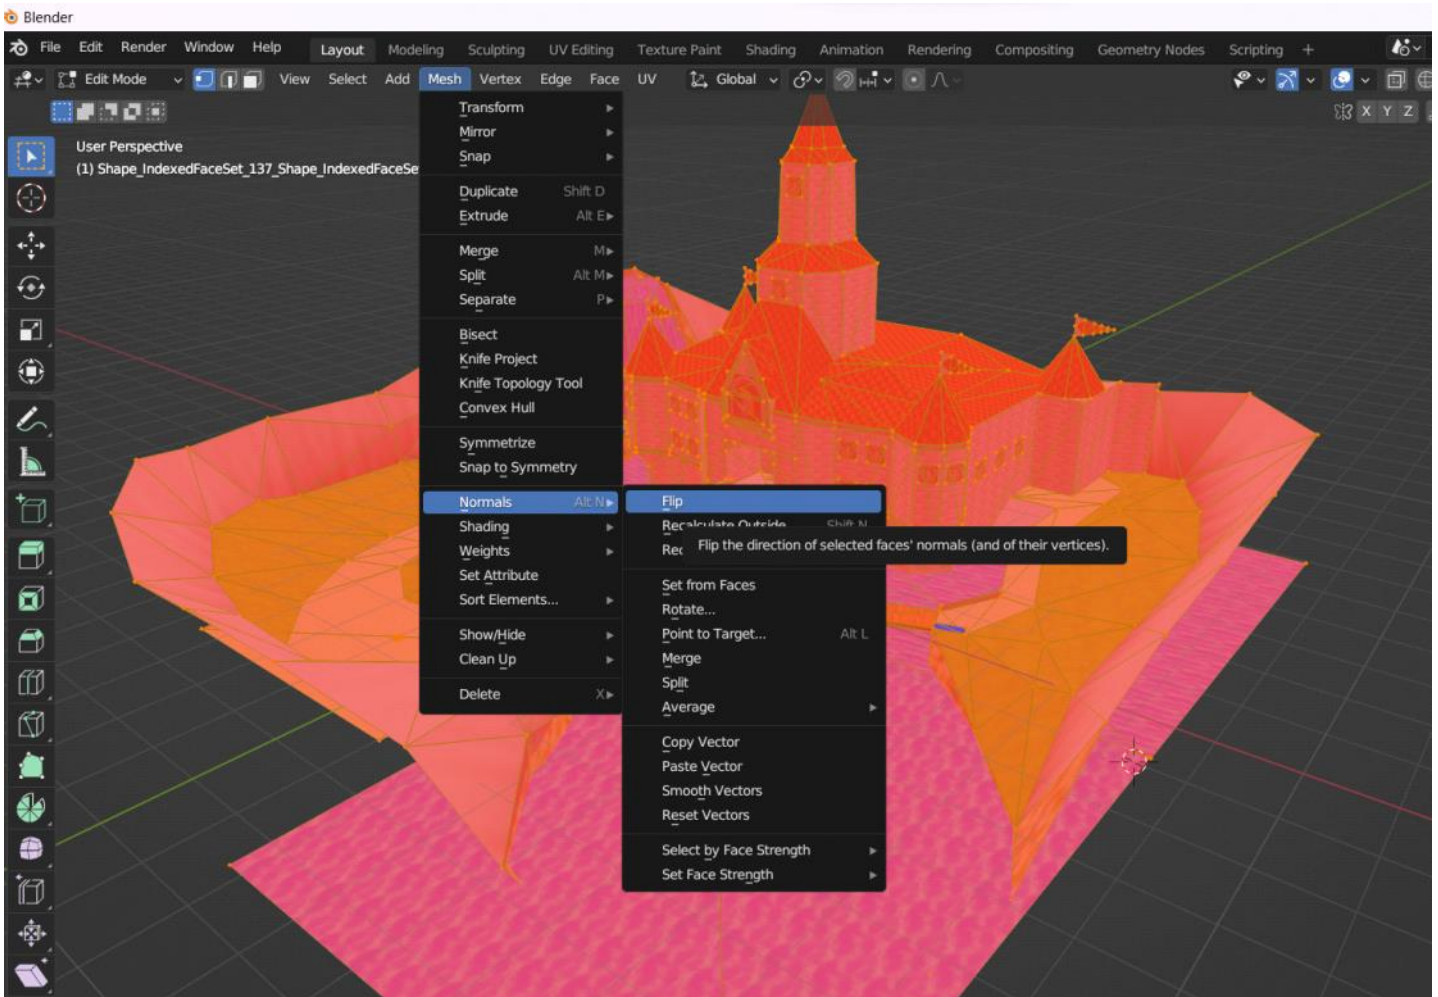 Blender
File Edit Render Window Help Layout Modeling Sculpting UV Editing Texture Paint Shading Animation Rendering Compositing Geometry Nodes Scripting +
Edit Mode View Select Add Mesh Vertex Edge Face UV Global
X Y Z
User Perspective
(1) Shape_IndexedFaceSet_137_Shape_IndexedFaceSe
Transform
Mirror
Snap
Duplicate Shift D
Extrude Alt E
Merge M
Split Alt M
Separate P
Bisect
Knife Project
Knife Topology Tool
Convex Hull
Symmetrize
Snap to Symmetry
Normals Alt N
Shading
Weights
Set Attribute
Sort Elements...
Show/Hide
Clean Up
Delete X
Flip
Recalculate Outside Shift N
Rec
Flip the direction of selected faces' normals (and of their vertices).
Set from Faces
Rotate...
Point to Target... Alt L
Merge
Split
Average
Copy Vector
Paste Vector
Smooth Vectors
Reset Vectors
Select by Face Strength
Set Face Strength